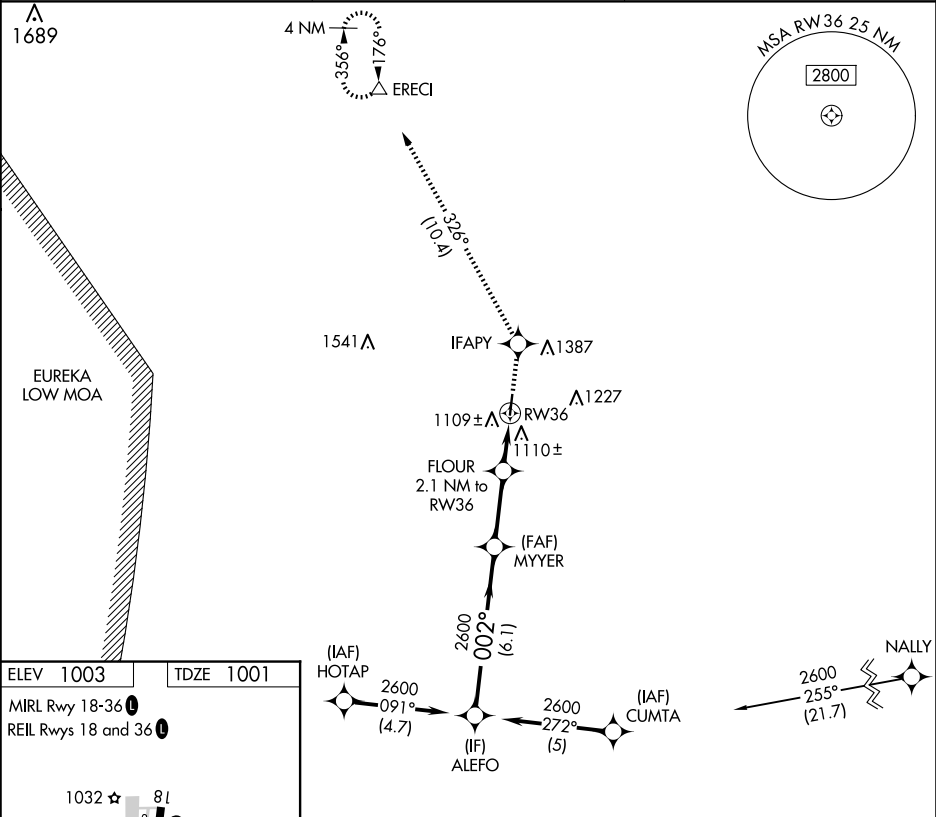 1689
4 NM
356°
176°
ERECI
MSA RW36 25 NM
2800
326°
(10.4)
1541
IFAPY
1387
EUREKA
LOW MOA
1227
1109±
RW36
1110±
FLOUR
2.1 NM to
RW36
(FAF)
MYYER
2600
002°
(6.1)
(IAF)
HOTAP
2600
091°
(4.7)
(IF)
ALEFO
2600
272°
(5)
(IAF)
CUMTA
NALLY
2600
255°
(21.7)
ELEV 1003
TDZE 1001
MIRL Rwy 18-36 L
REIL Rwys 18 and 36 L
1032
18